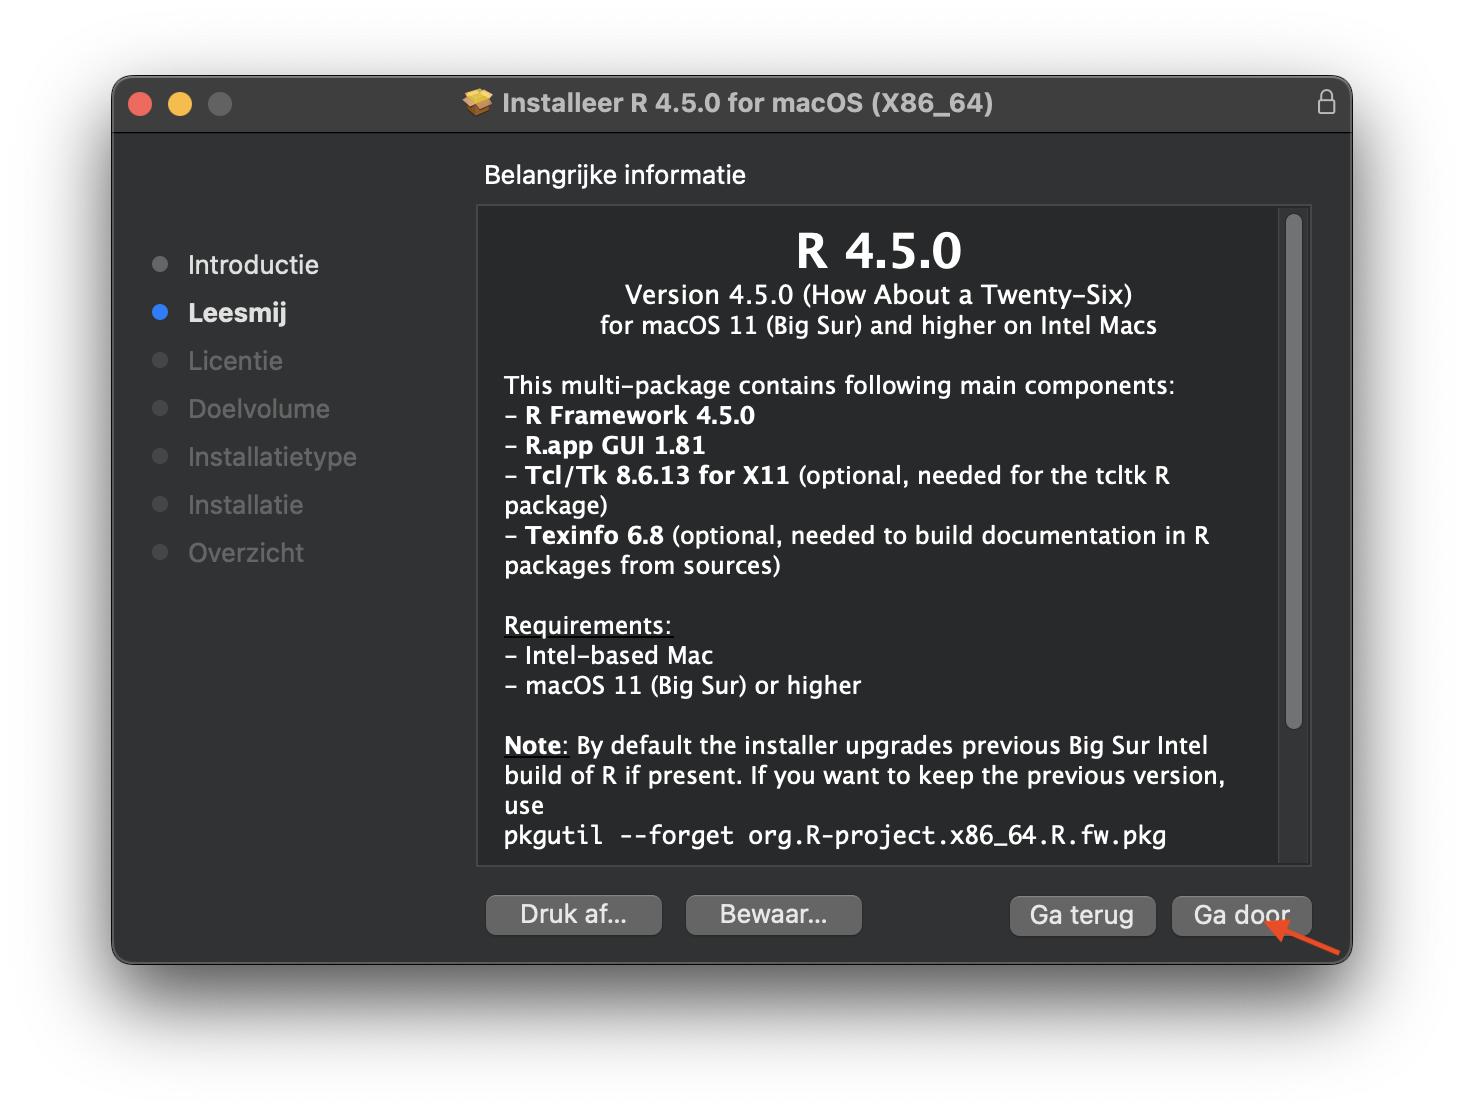 Installeer R 4.5.0 for macOS (X86_64)
Belangrijke informatie
Introductie
Leesmij
Licentie
Doelvolume
Installatietype
Installatie
Overzicht
R 4.5.0
Version 4.5.0 (How About a Twenty-Six)
for macOS 11 (Big Sur) and higher on Intel Macs
This multi-package contains following main components:
- R Framework 4.5.0
- R.app GUI 1.81
- Tcl/Tk 8.6.13 for X11 (optional, needed for the tcltk R
package)
- Texinfo 6.8 (optional, needed to build documentation in R
packages from sources)
Requirements:
- Intel-based Mac
- macOS 11 (Big Sur) or higher
Note: By default the installer upgrades previous Big Sur Intel
build of R if present. If you want to keep the previous version,
use
pkgutil --forget org.R-project.x86_64.R.fw.pkg
Druk af...
Bewaar...
Ga terug
Ga door